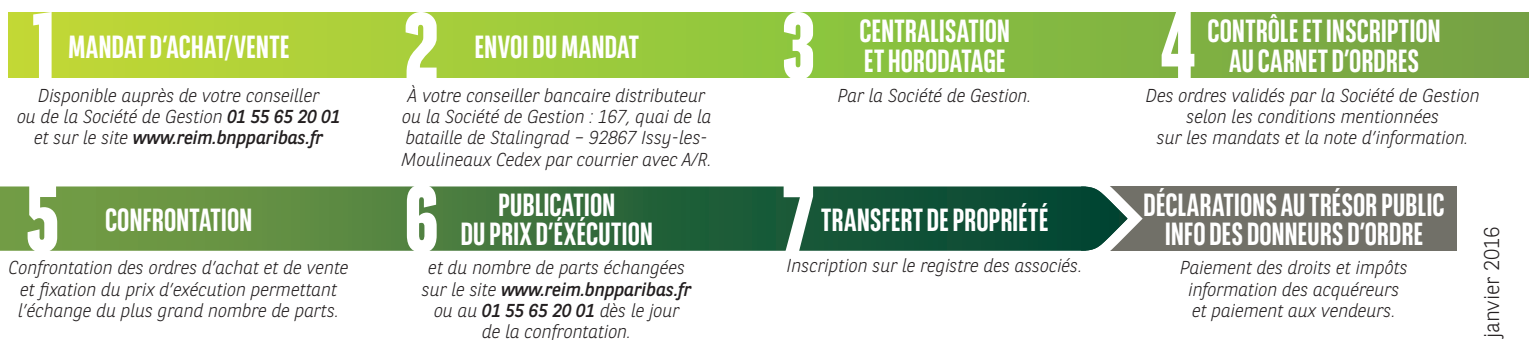 1 MANDAT D'ACHAT/VENTE
Disponible auprès de votre conseiller
ou de la Société de Gestion 01 55 65 20 01
et sur le site www.reim.bnpparibas.fr
2 ENVOI DU MANDAT
À votre conseiller bancaire distributeur
ou la Société de Gestion : 167, quai de la
bataille de Stalingrad – 92867 Issy-les-
Moulineaux Cedex par courrier avec A/R.
3 CENTRALISATION
ET HORODATAGE
Par la Société de Gestion.
4 CONTRÔLE ET INSCRIPTION
AU CARNET D'ORDRES
Des ordres validés par la Société de Gestion
selon les conditions mentionnées
sur les mandats et la note d'information.
5 CONFRONTATION
Confrontation des ordres d'achat et de vente
et fixation du prix d'exécution permettant
l'échange du plus grand nombre de parts.
6 PUBLICATION
DU PRIX D'ÉXÉCUTION
et du nombre de parts échangées
sur le site www.reim.bnpparibas.fr
ou au 01 55 65 20 01 dès le jour
de la confrontation.
7 TRANSFERT DE PROPRIÉTÉ
Inscription sur le registre des associés.
DÉCLARATIONS AU TRÉSOR PUBLIC
INFO DES DONNEURS D'ORDRE
Paiement des droits et impôts
information des acquéreurs
et paiement aux vendeurs.
janvier 2016